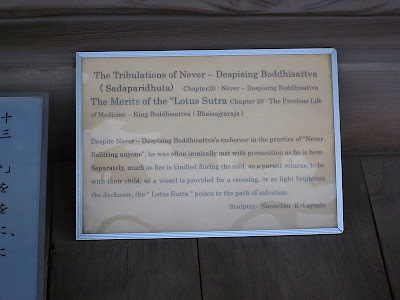 The Tribulations of Never – Despising Boddhisattva
( Sadaparidhuta) Chapter20 : Never – Despising Boddhisattva
The Merits of the "Lotus Sutra Chapter 23 : The Previous Life
of Medicine – King Boddhisattva ( Bhaisajyaraja )
Despite Never – Despising Boddhisattva's endeavor in the practice of "Never
Belitting anyone", he was often ironically met with persecution as he is here.
Separately, much as fire is kindled during the cold, as a parent returns, to be
with their child, as a vessel is provided for a crossing, or as light brightens
the darkness, the " Lotus Sutra " points to the path of salvation.
Sculptor: Naomitsu Kobayashi
十三
」
を
を
に、
に